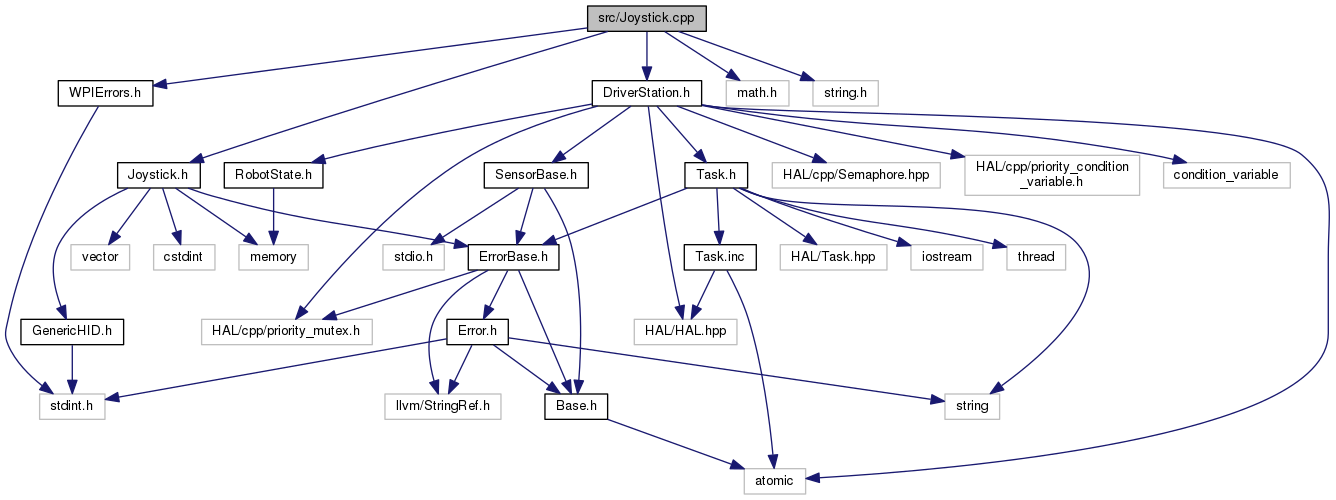 src/Joystick.cpp
WPIErrors.h
DriverStation.h
math.h
string.h
Joystick.h
RobotState.h
SensorBase.h
Task.h
HAL/cpp/Semaphore.hpp
HAL/cpp/priority_condition
_variable.h
condition_variable
vector
cstdint
memory
stdio.h
ErrorBase.h
Task.inc
HAL/Task.hpp
iostream
thread
GenericHID.h
HAL/cpp/priority_mutex.h
Error.h
HAL/HAL.hpp
stdint.h
llvm/StringRef.h
Base.h
string
atomic